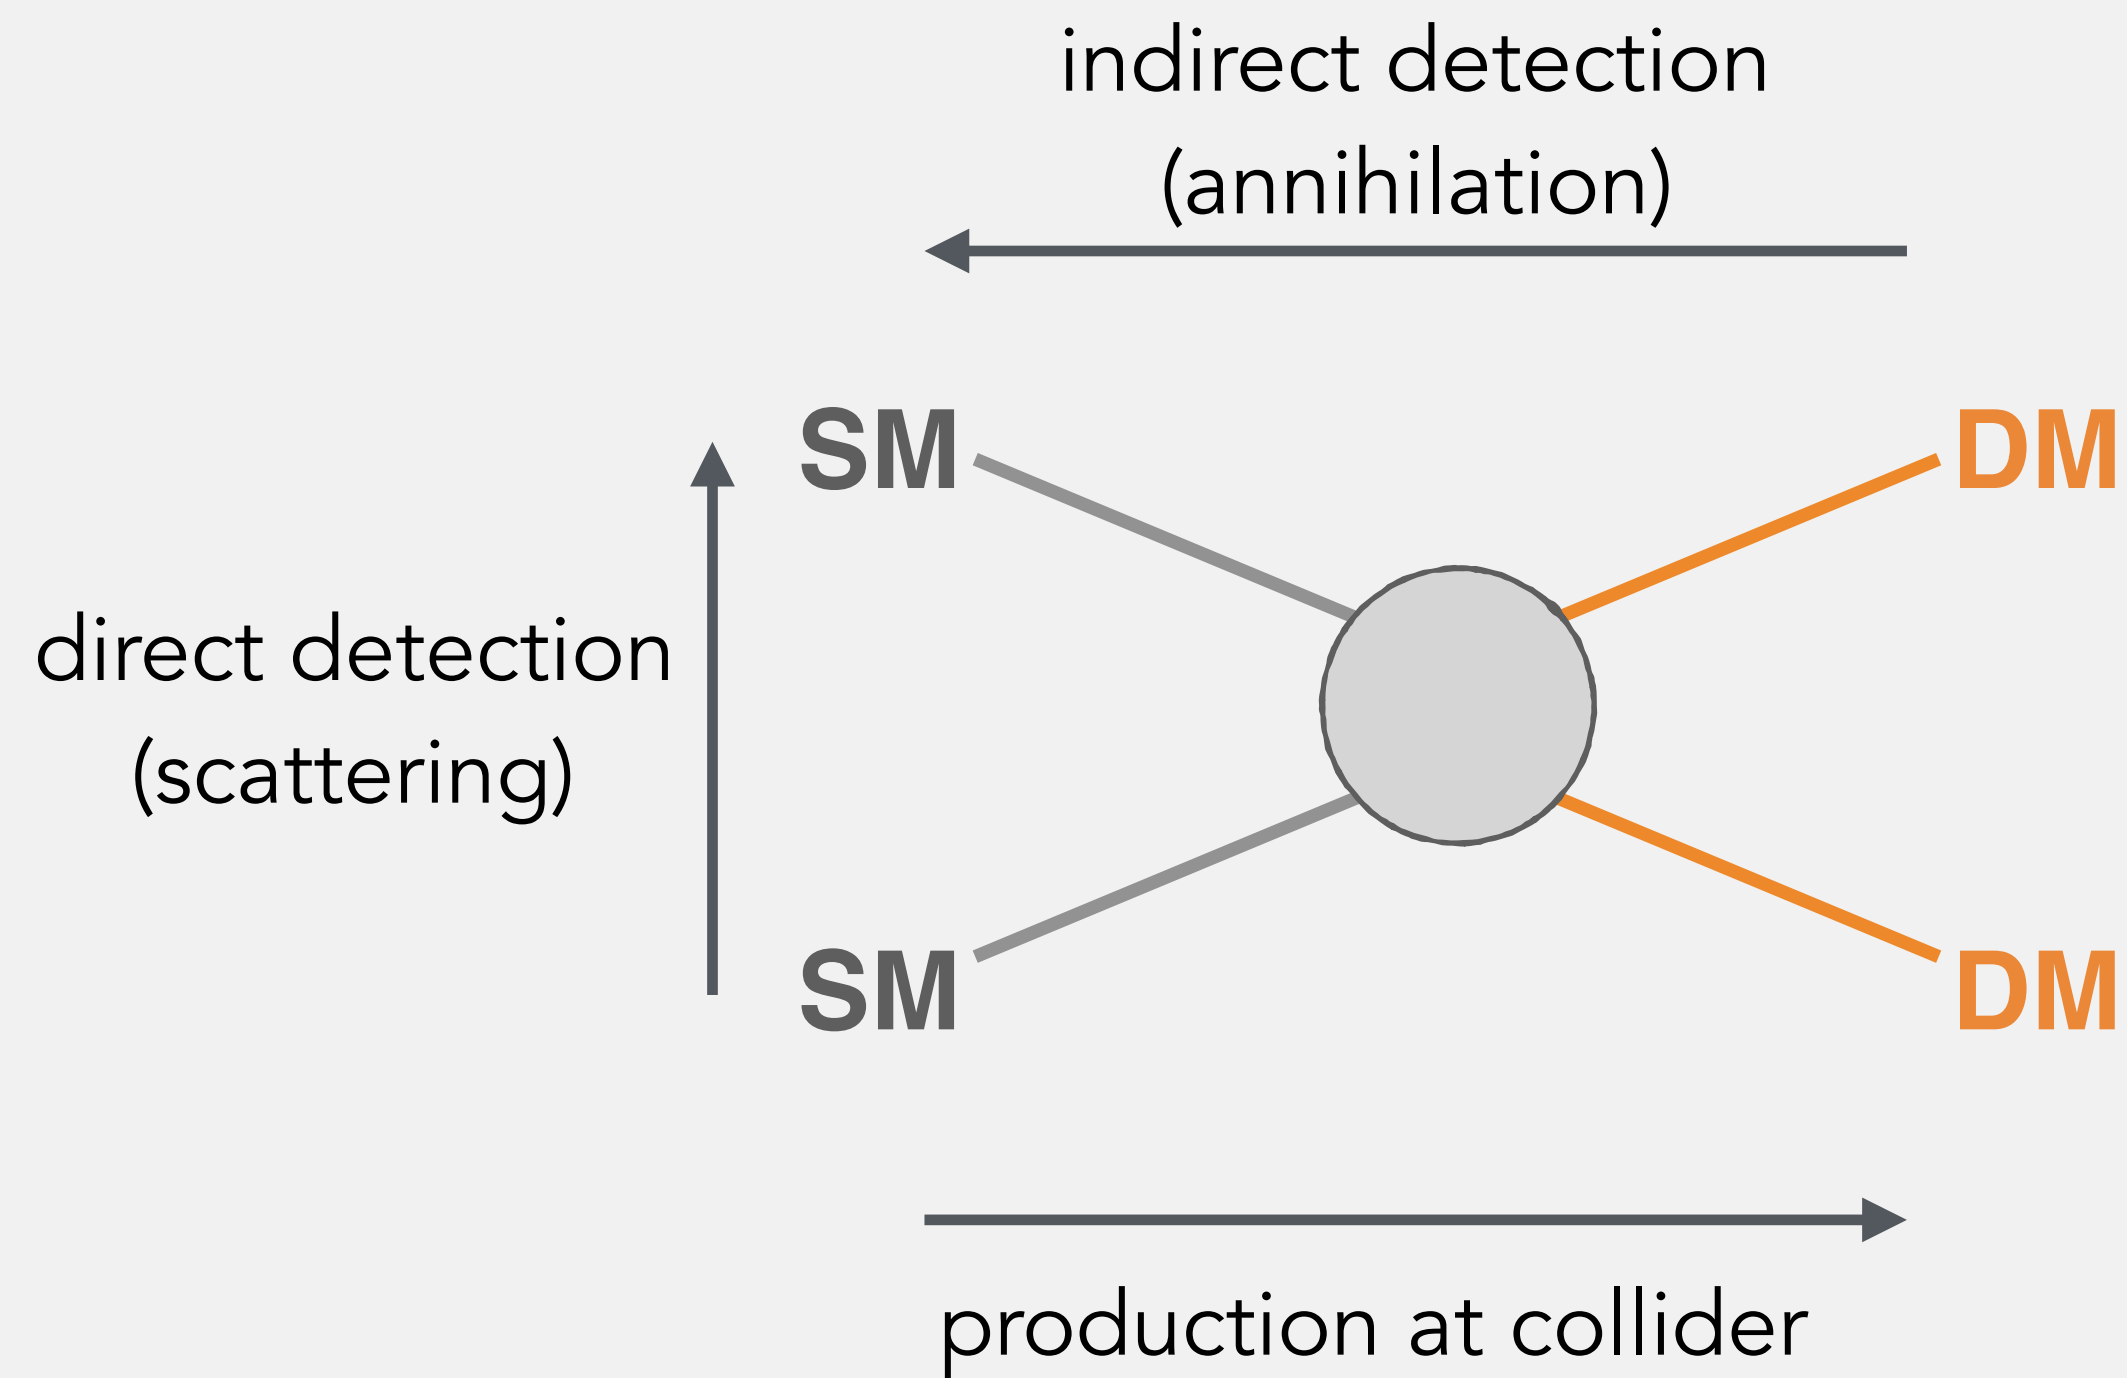 indirect detection
(annihilation)
SM
DM
direct detection
(scattering)
SM
DM
production at collider